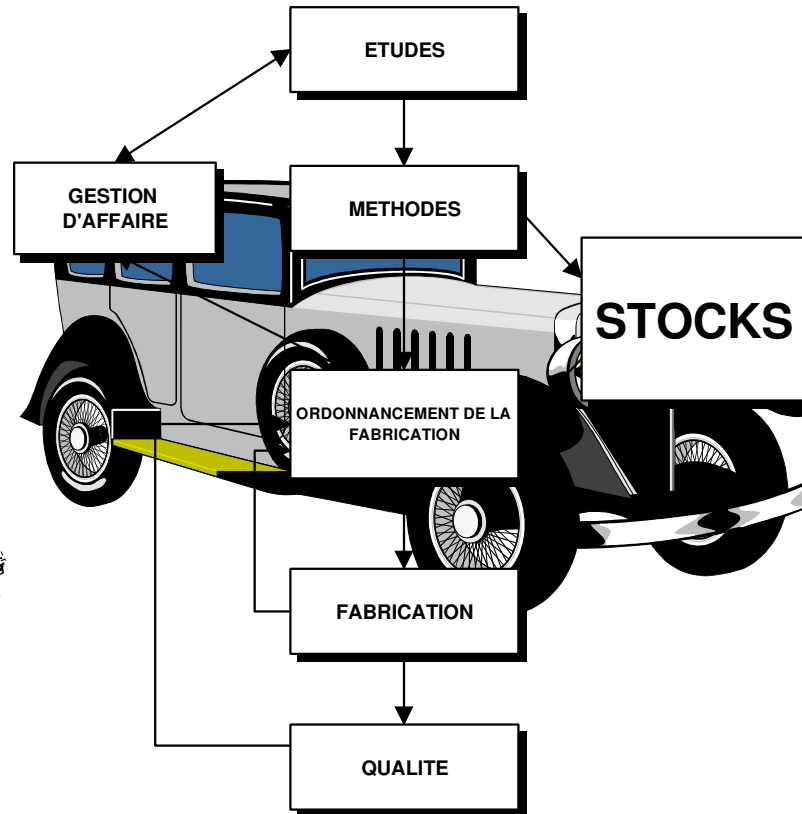 ETUDES
GESTION
D'AFFAIRE
METHODES
STOCKS
ORDONNANCEMENT DE LA
FABRICATION
FABRICATION
QUALITE